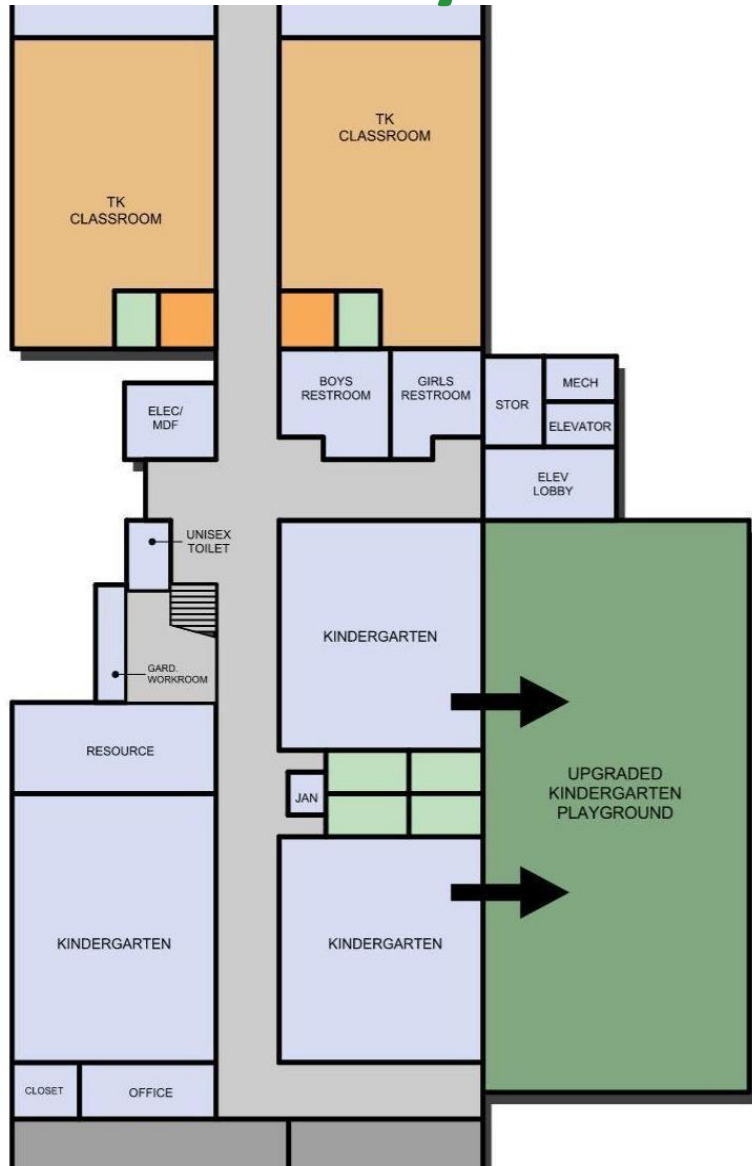 TK
CLASSROOM
TK
CLASSROOM
BOYS
RESTROOM
GIRLS
RESTROOM
STOR
MECH
ELEVATOR
ELEC/
MDF
ELEV
LOBBY
UNISEX
TOILET
KINDERGARTEN
GARD.
WORKROOM
RESOURCE
JAN
UPGRADED
KINDERGARTEN
PLAYGROUND
KINDERGARTEN
KINDERGARTEN
CLOSET
OFFICE